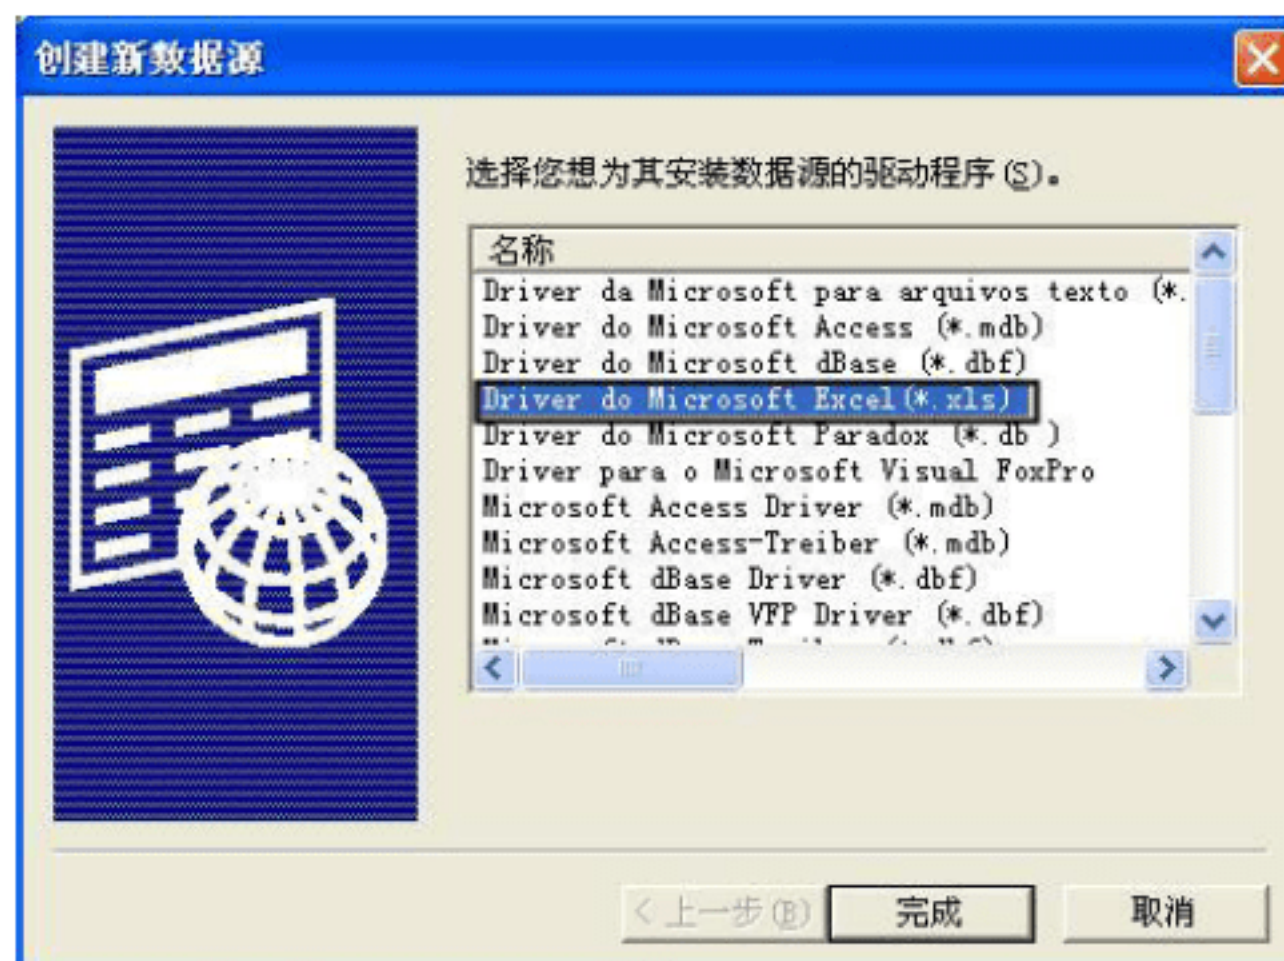 创建新数据源
选择您想为其安装数据源的驱动程序(S)。
名称
Driver da Microsoft para arquivos texto (*.
Driver do Microsoft Access (*.mdb)
Driver do Microsoft dBase (*.dbf)
Driver do Microsoft Excel(*.xls)
Driver do Microsoft Paradox (*.db )
Driver para o Microsoft Visual FoxPro
Microsoft Access Driver (*.mdb)
Microsoft Access-Treiber (*.mdb)
Microsoft dBase Driver (*.dbf)
Microsoft dBase VFP Driver (*.dbf)
<上一步(B) 完成 取消